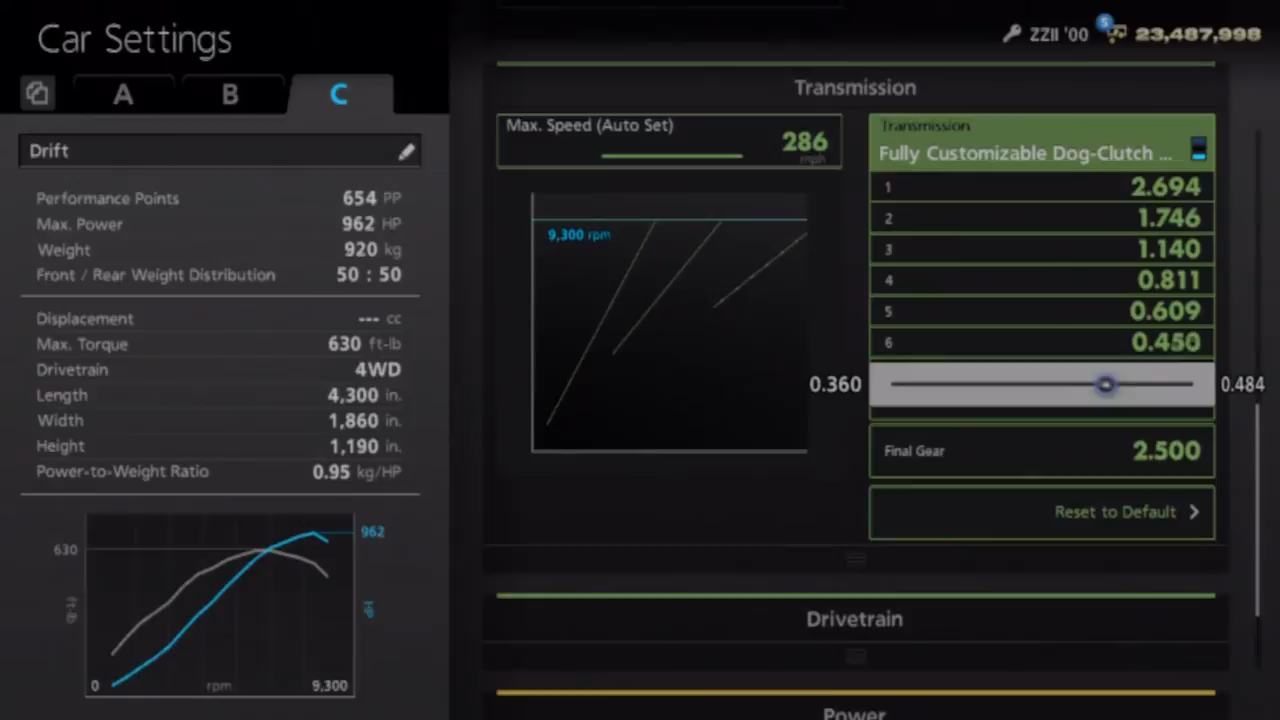 Car Settings
ZZII '00
S
23,487,998
A
B
C
Drift
Performance Points 654 PP
Max. Power 962 HP
Weight 920 kg
Front / Rear Weight Distribution 50 : 50
Displacement --- cc
Max. Torque 630 ft-lb
Drivetrain 4WD
Length 4,300 in.
Width 1,860 in.
Height 1,190 in.
Power-to-Weight Ratio 0.95 kg/HP
962
630
ft-lb
HP
0 rpm 9,300
Transmission
Max. Speed (Auto Set)
286
mph
9,300 rpm
Transmission
Fully Customizable Dog-Clutch ...
1 2.694
2 1.746
3 1.140
4 0.811
5 0.609
6 0.450
0.360 0.484
Final Gear 2.500
Reset to Default
Drivetrain
Power